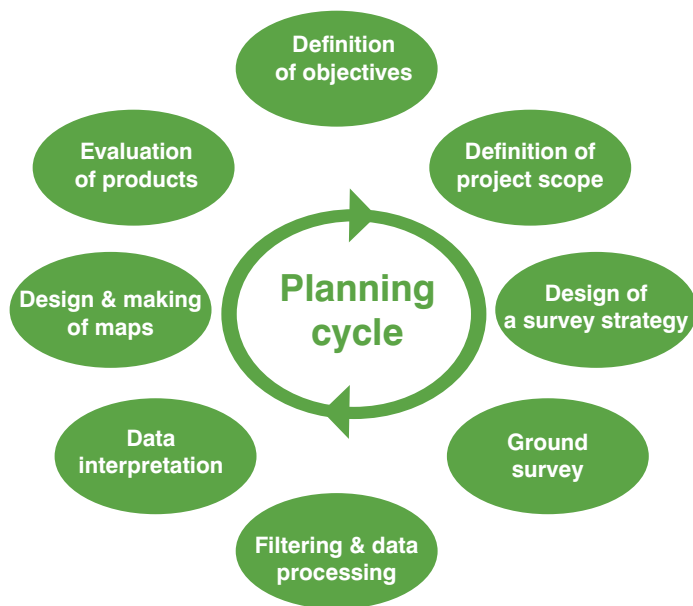 Definition
of objectives
Definition of
project scope
Design of
a survey strategy
Ground
survey
Filtering & data
processing
Data
interpretation
Design & making
of maps
Evaluation
of products
Planning
cycle